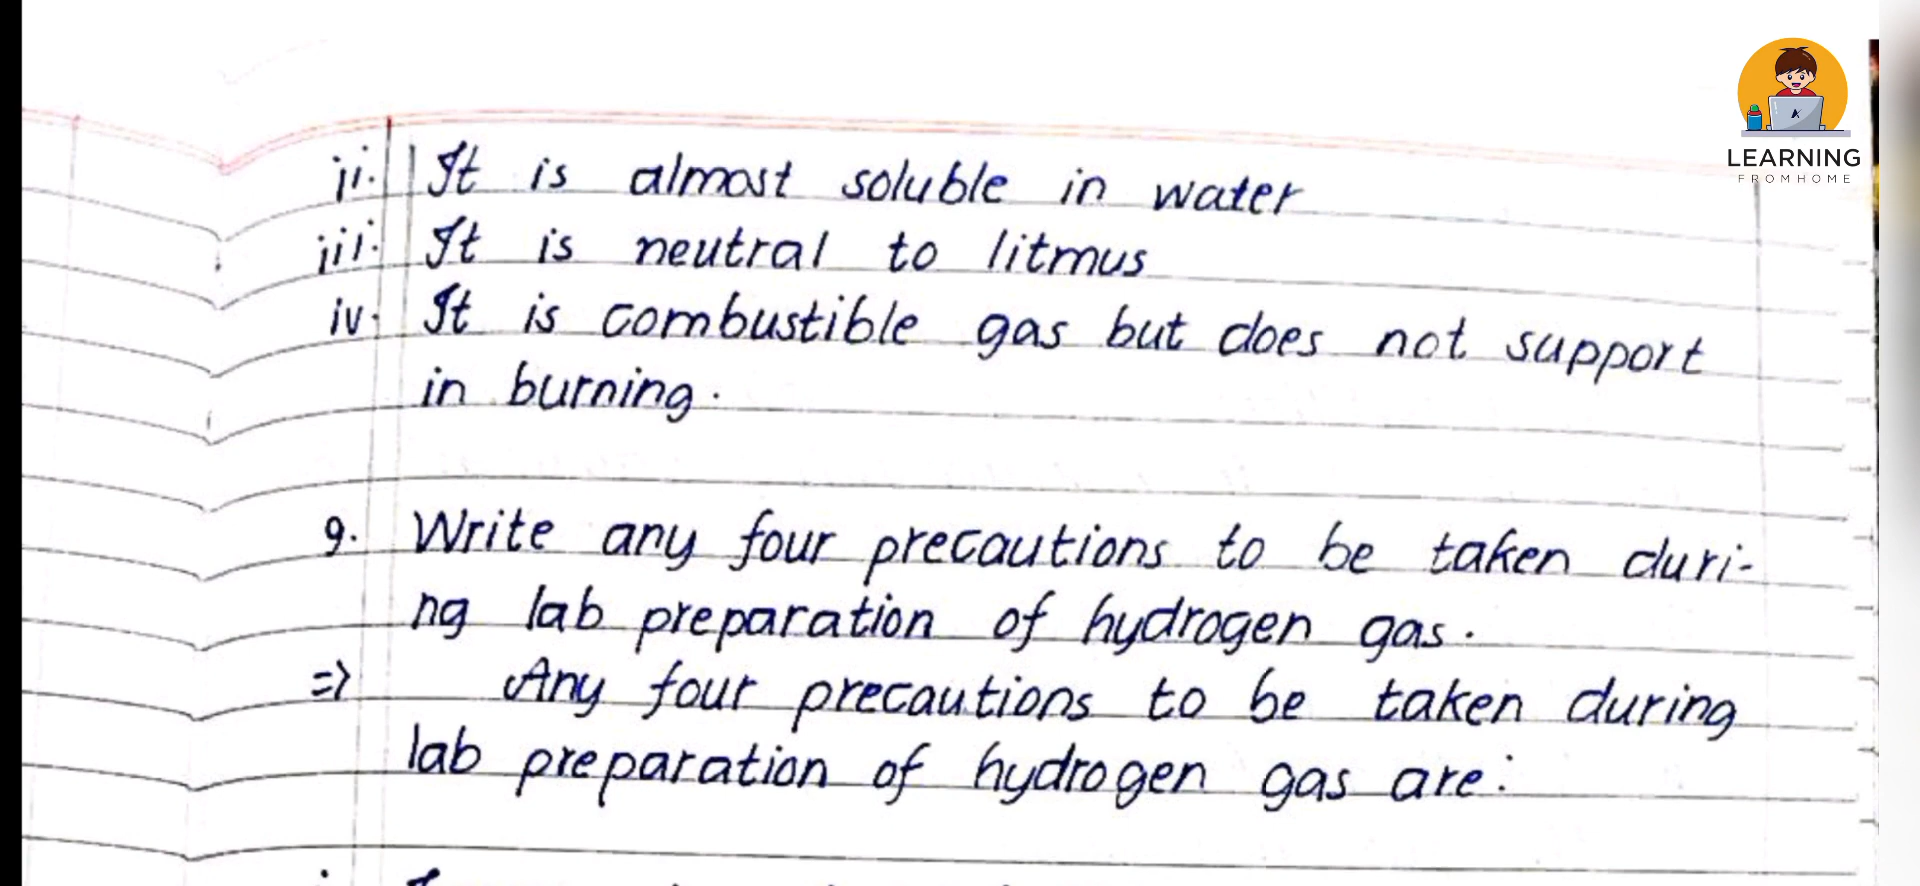 LEARNING
FROMHOME
ii. It is almost soluble in water
iii. It is neutral to litmus
iv. It is combustible gas but does not support
in burning.
9. Write any four precautions to be taken duri-
ng lab preparation of hydrogen gas.
=> Any four precautions to be taken during
lab preparation of hydrogen gas are: